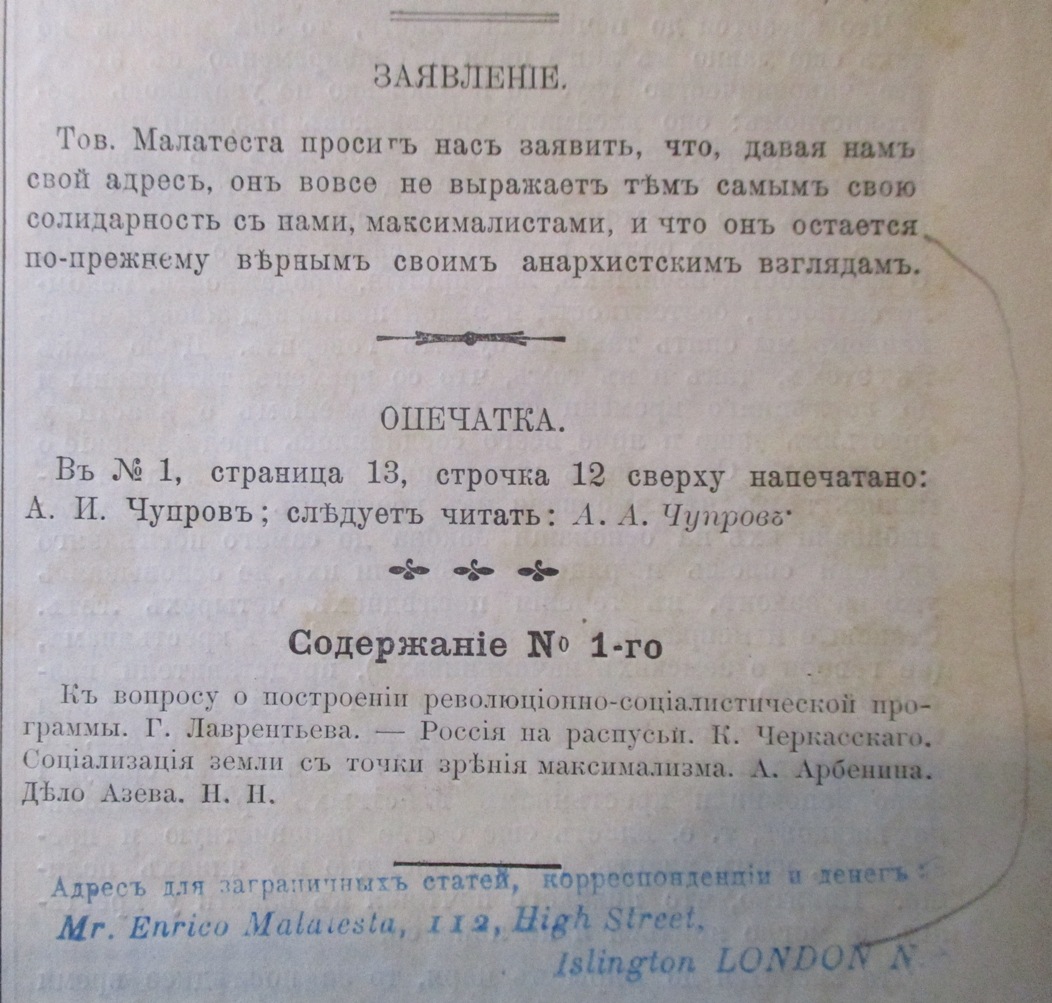 ЗАЯВЛЕНІЕ.
Тов. Малатеста проситъ насъ заявить, что, давая намъ
свой адресъ, онъ вовсе не выражаетъ тѣмъ самымъ свою
солидарность съ нами, максималистами, и что онъ остается
по-прежнему вѣрнымъ своимъ анархистскимъ взглядамъ.
ОПЕЧАТКА.
Въ № 1, страница 13, строчка 12 сверху напечатано:
А. И. Чупровъ; слѣдуетъ читать: А. А. Чупровъ.
Содержаніе № 1-го
Къ вопросу о построеніи революціонно-соціалистической про-
граммы. Г. Лаврентьева. — Россія на распутьи. К. Черкасскаго.
Соціализація земли съ точки зрѣнія максимализма. А. Арбенина.
Дѣло Азева. Н. Н.
Адресъ для заграничныхъ статей, корреспонденціи и денегъ:
Mr. Enrico Malatesta, 112, High Street,
Islington LONDON N.